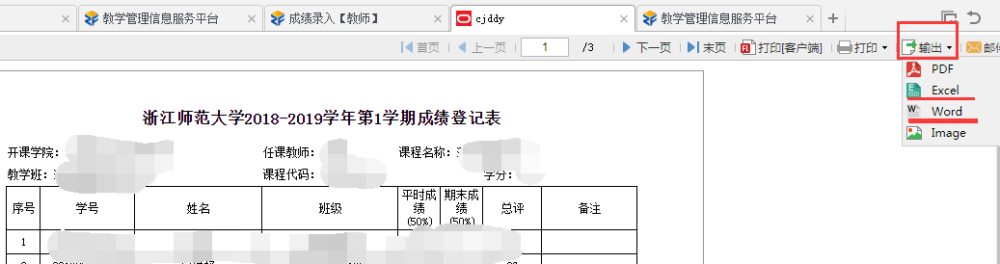 教学管理信息服务平台 成绩录入【教师】 cjddy 教学管理信息服务平台
首页 上一页 1 /3 下一页 末页 打印[客户端] 打印 输出
PDF
Excel
Word
Image
浙江师范大学2018-2019学年第1学期成绩登记表
开课学院: 任课教师: 课程名称:
教学班: 课程代码: 学分:
序号 学号 姓名 班级 平时成绩(50%) 期末成绩(50%) 总评 备注
1